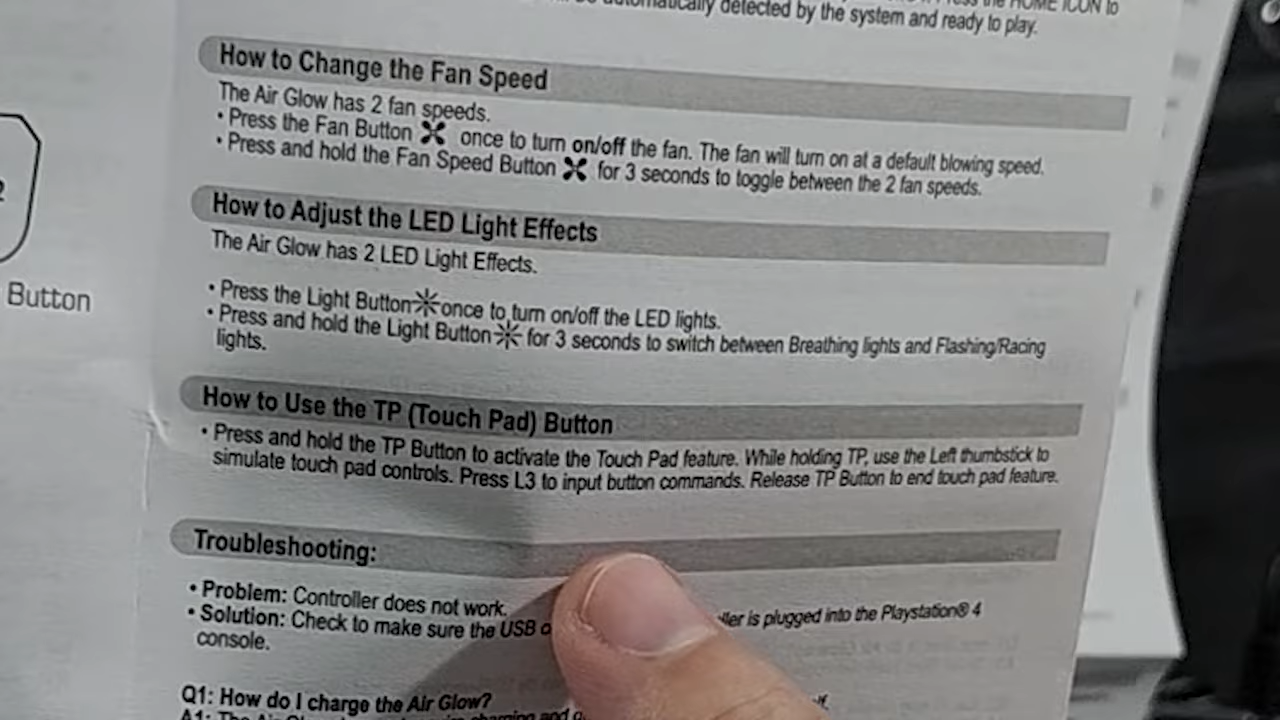 Press the HOME ICON to
automatically detected by the system and ready to play.
How to Change the Fan Speed
The Air Glow has 2 fan speeds.
• Press the Fan Button once to turn on/off the fan. The fan will turn on at a default blowing speed.
• Press and hold the Fan Speed Button for 3 seconds to toggle between the 2 fan speeds.
How to Adjust the LED Light Effects
The Air Glow has 2 LED Light Effects.
Button
• Press the Light Button once to turn on/off the LED lights.
• Press and hold the Light Button for 3 seconds to switch between Breathing lights and Flashing/Racing
lights.
How to Use the TP (Touch Pad) Button
• Press and hold the TP Button to activate the Touch Pad feature. While holding TP, use the Left thumbstick to
simulate touch pad controls. Press L3 to input button commands. Release TP Button to end touch pad feature.
Troubleshooting:
• Problem: Controller does not work.
• Solution: Check to make sure the USB is plugged into the Playstation® 4
console.
Q1: How do I charge the Air Glow?
A1: The Air